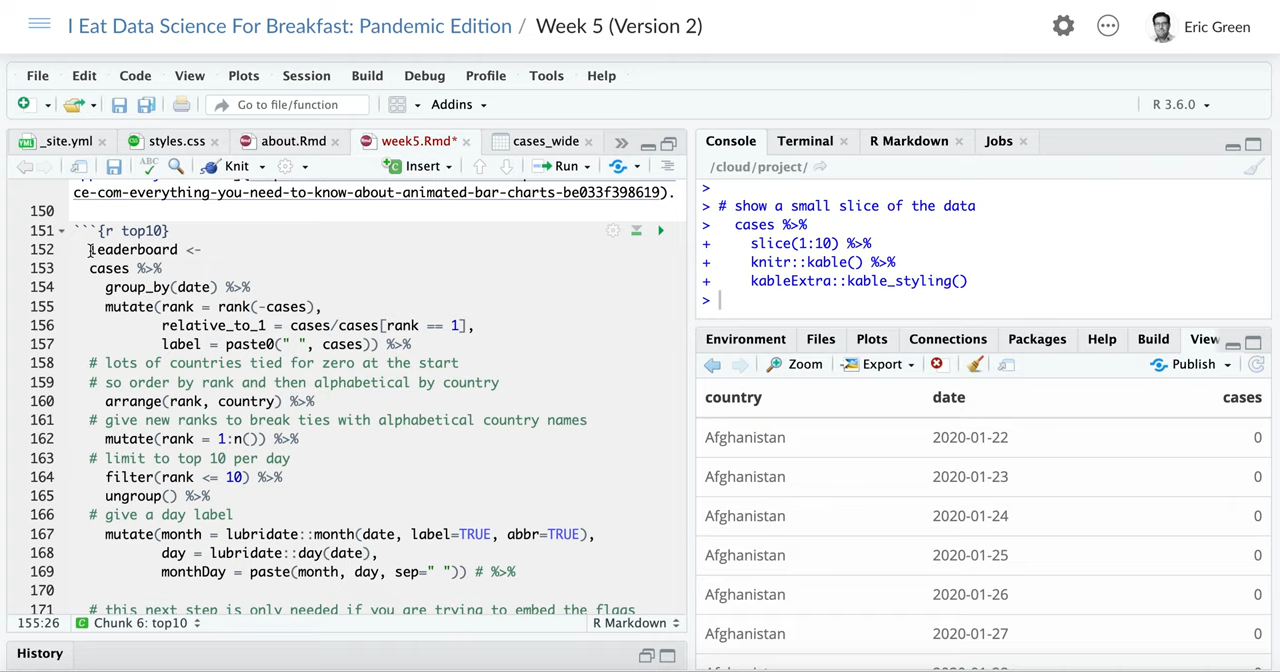 I Eat Data Science For Breakfast: Pandemic Edition / Week 5 (Version 2)
Eric Green
File Edit Code View Plots Session Build Debug Profile Tools Help
Go to file/function
Addins
R 3.6.0
_site.yml
styles.css
about.Rmd
week5.Rmd*
cases_wide
Knit
Insert
Run
ce-com-everything-you-need-to-know-about-animated-bar-charts-be033f398619).
150
151 ```{r top10}
152 leaderboard <-
153 cases %>%
154 group_by(date) %>%
155 mutate(rank = rank(-cases),
156 relative_to_1 = cases/cases[rank == 1],
157 label = paste0(" ", cases)) %>%
158 # lots of countries tied for zero at the start
159 # so order by rank and then alphabetical by country
160 arrange(rank, country) %>%
161 # give new ranks to break ties with alphabetical country names
162 mutate(rank = 1:n()) %>%
163 # limit to top 10 per day
164 filter(rank <= 10) %>%
165 ungroup() %>%
166 # give a day label
167 mutate(month = lubridate::month(date, label=TRUE, abbr=TRUE),
168 day = lubridate::day(date),
169 monthDay = paste(month, day, sep=" ")) # %>%
170
171 # this next step is only needed if you are trying to embed the flags
155:26 Chunk 6: top10 R Markdown
History
Console Terminal R Markdown Jobs
/cloud/project/
>
> # show a small slice of the data
> cases %>%
+ slice(1:10) %>%
+ knitr::kable() %>%
+ kableExtra::kable_styling()
>
Environment Files Plots Connections Packages Help Build View
Zoom Export Publish
country date cases
Afghanistan 2020-01-22 0
Afghanistan 2020-01-23 0
Afghanistan 2020-01-24 0
Afghanistan 2020-01-25 0
Afghanistan 2020-01-26 0
Afghanistan 2020-01-27 0